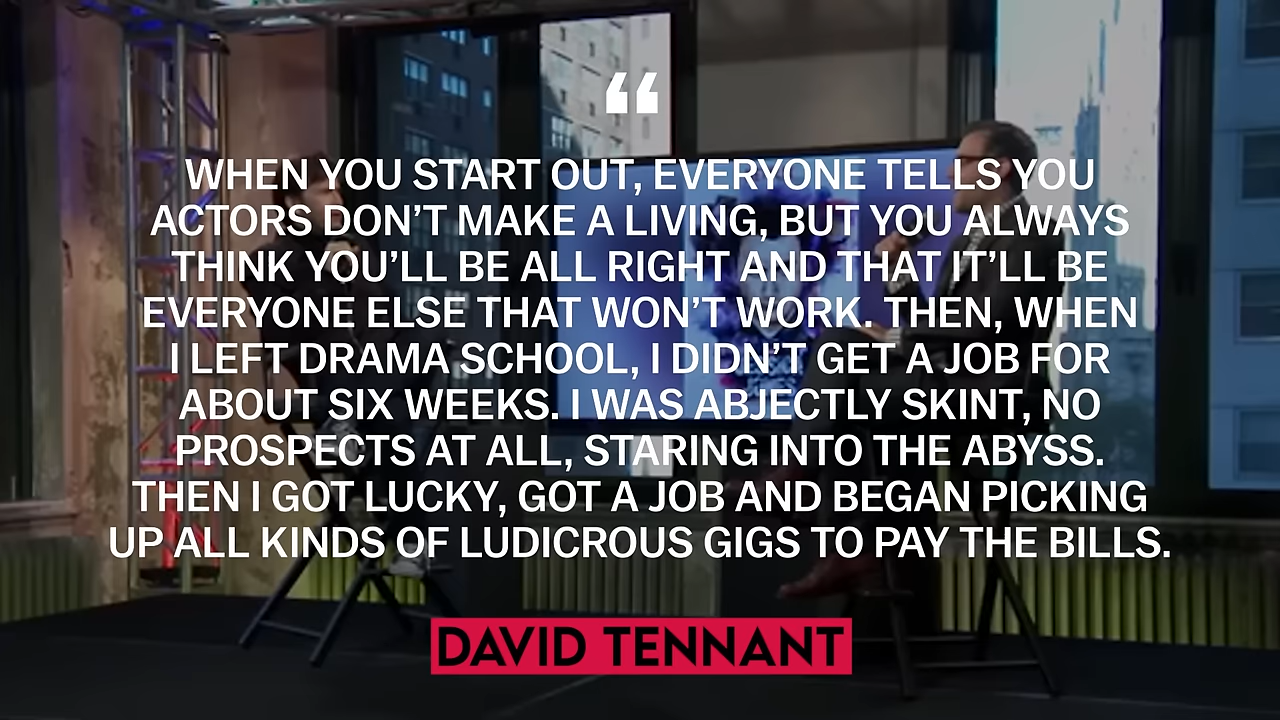 “
WHEN YOU START OUT, EVERYONE TELLS YOU
ACTORS DON’T MAKE A LIVING, BUT YOU ALWAYS
THINK YOU’LL BE ALL RIGHT AND THAT IT’LL BE
EVERYONE ELSE THAT WON’T WORK. THEN, WHEN
I LEFT DRAMA SCHOOL, I DIDN’T GET A JOB FOR
ABOUT SIX WEEKS. I WAS ABJECTLY SKINT, NO
PROSPECTS AT ALL, STARING INTO THE ABYSS.
THEN I GOT LUCKY, GOT A JOB AND BEGAN PICKING
UP ALL KINDS OF LUDICROUS GIGS TO PAY THE BILLS.
DAVID TENNANT